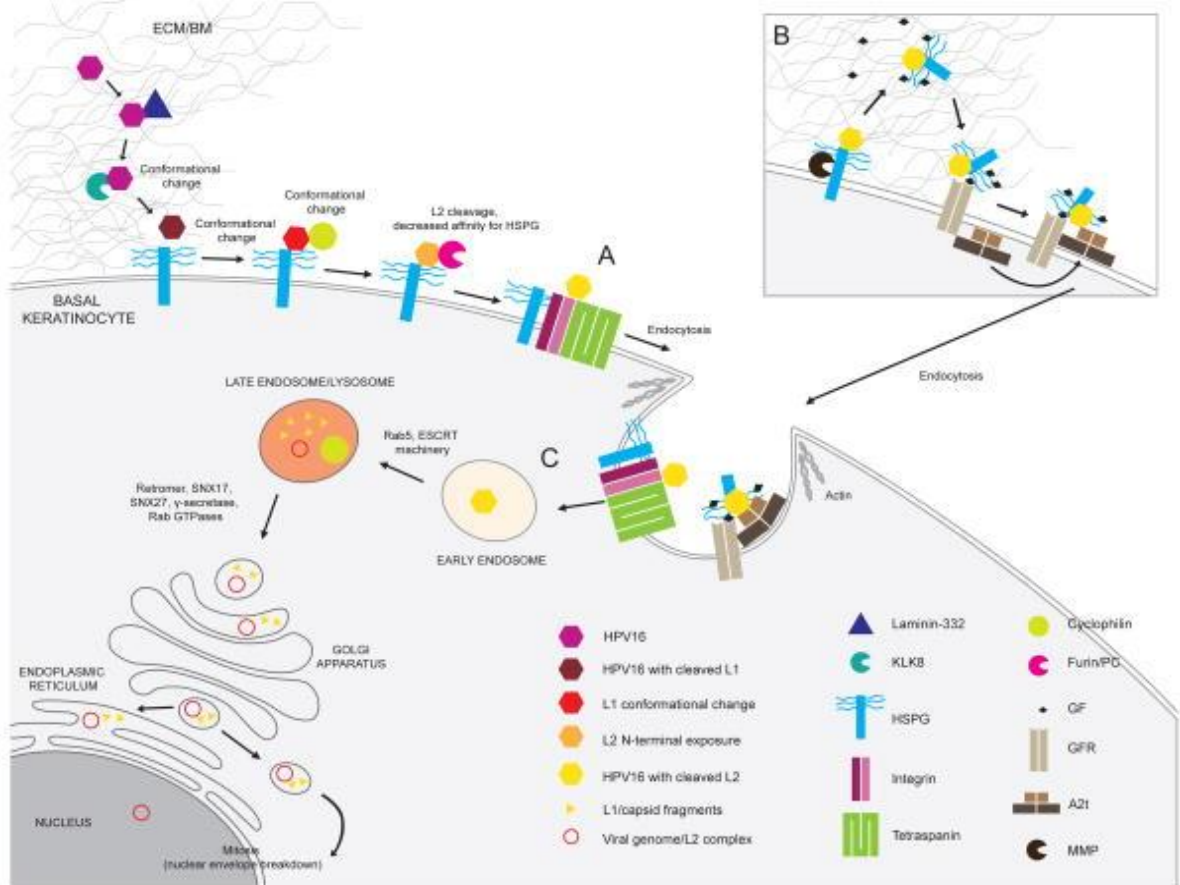 ECM/BM
B
Conformational
change
Conformational
change
Conformational
change
L2 cleavage,
decreased affinity for HSPG
A
BASAL
KERATINOCYTE
Endocytosis
Endocytosis
LATE ENDOSOME/LYSOSOME
Rab5, ESCRT
machinery
C
Retromer, SNX17,
SNX27, γ-secretase,
Rab GTPases
Actin
EARLY ENDOSOME
GOLGI
APPARATUS
ENDOPLASMIC
RETICULUM
NUCLEUS
Mitosis
(nuclear envelope breakdown)
HPV16
HPV16 with cleaved L1
L1 conformational change
L2 N-terminal exposure
HPV16 with cleaved L2
L1/capsid fragments
Viral genome/L2 complex
Laminin-332
KLK8
HSPG
Integrin
Tetraspanin
Cyclophilin
Furin/PC
GF
GFR
A2t
MMP